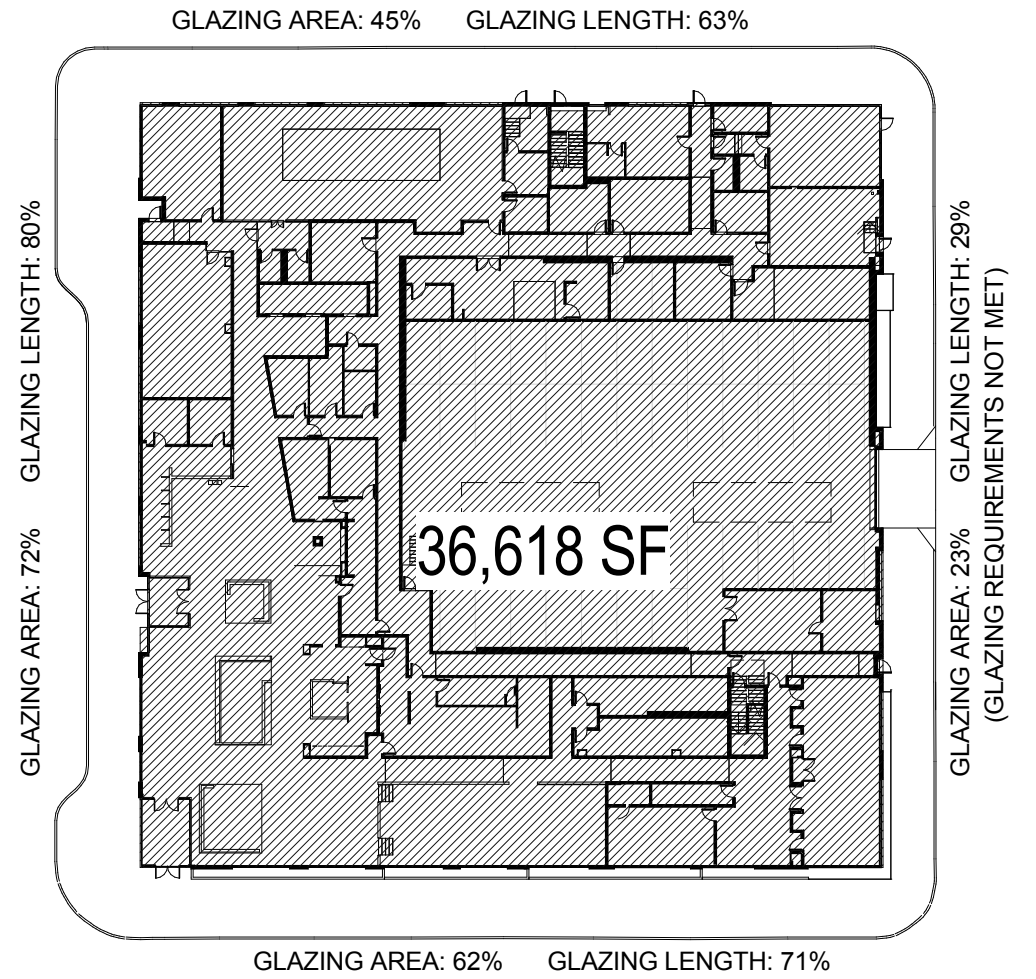 GLAZING AREA: 45% GLAZING LENGTH: 63%
GLAZING AREA: 72% GLAZING LENGTH: 80%
36,618 SF
GLAZING AREA: 23% GLAZING LENGTH: 29%
(GLAZING REQUIREMENTS NOT MET)
GLAZING AREA: 62% GLAZING LENGTH: 71%